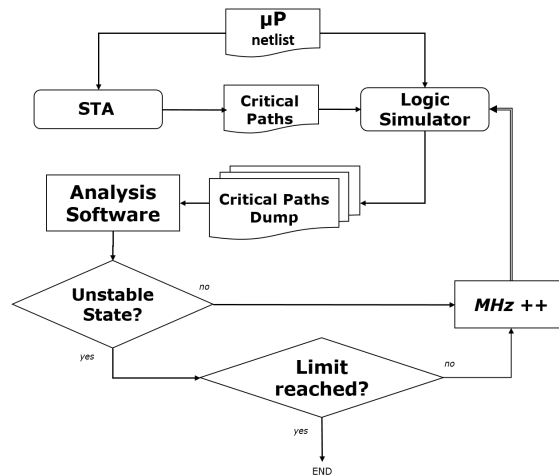 µP
netlist
STA
Critical
Paths
Logic
Simulator
Analysis
Software
Critical Paths
Dump
Unstable
State?
no
MHz ++
yes
Limit
reached?
no
yes
END